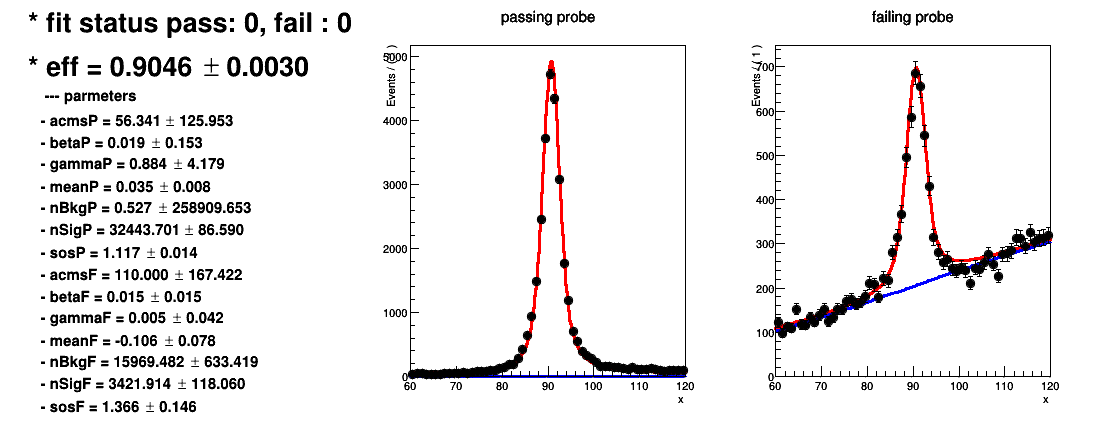 * fit status pass: 0, fail : 0
* eff = 0.9046 ± 0.0030
--- parmeters
- acmsP = 56.341 ± 125.953
- betaP = 0.019 ± 0.153
- gammaP = 0.884 ± 4.179
- meanP = 0.035 ± 0.008
- nBkgP = 0.527 ± 258909.653
- nSigP = 32443.701 ± 86.590
- sosP = 1.117 ± 0.014
- acmsF = 110.000 ± 167.422
- betaF = 0.015 ± 0.015
- gammaF = 0.005 ± 0.042
- meanF = -0.106 ± 0.078
- nBkgF = 15969.482 ± 633.419
- nSigF = 3421.914 ± 118.060
- sosF = 1.366 ± 0.146
passing probe
Events / ( 1 )
5000
4000
3000
2000
1000
0
60 70 80 90 100 110 120
x
failing probe
Events / ( 1 )
700
600
500
400
300
200
100
0
60 70 80 90 100 110 120
x